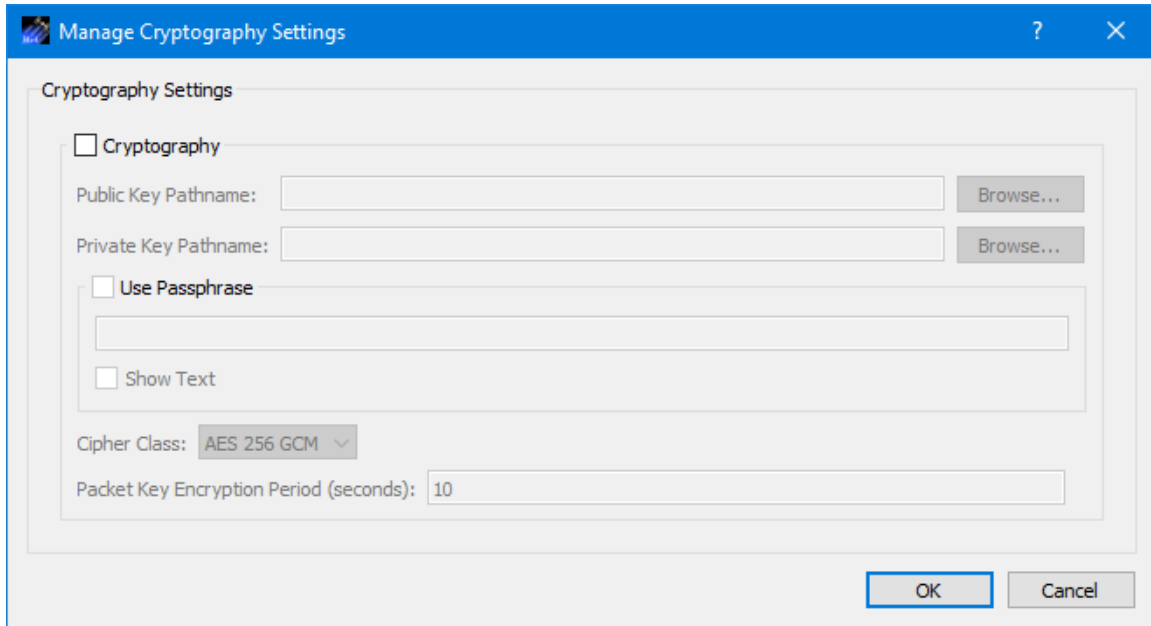 Manage Cryptography Settings ?
Cryptography Settings
Cryptography
Public Key Pathname: Browse...
Private Key Pathname: Browse...
Use Passphrase
Show Text
Cipher Class: AES 256 GCM
Packet Key Encryption Period (seconds): 10
OK Cancel